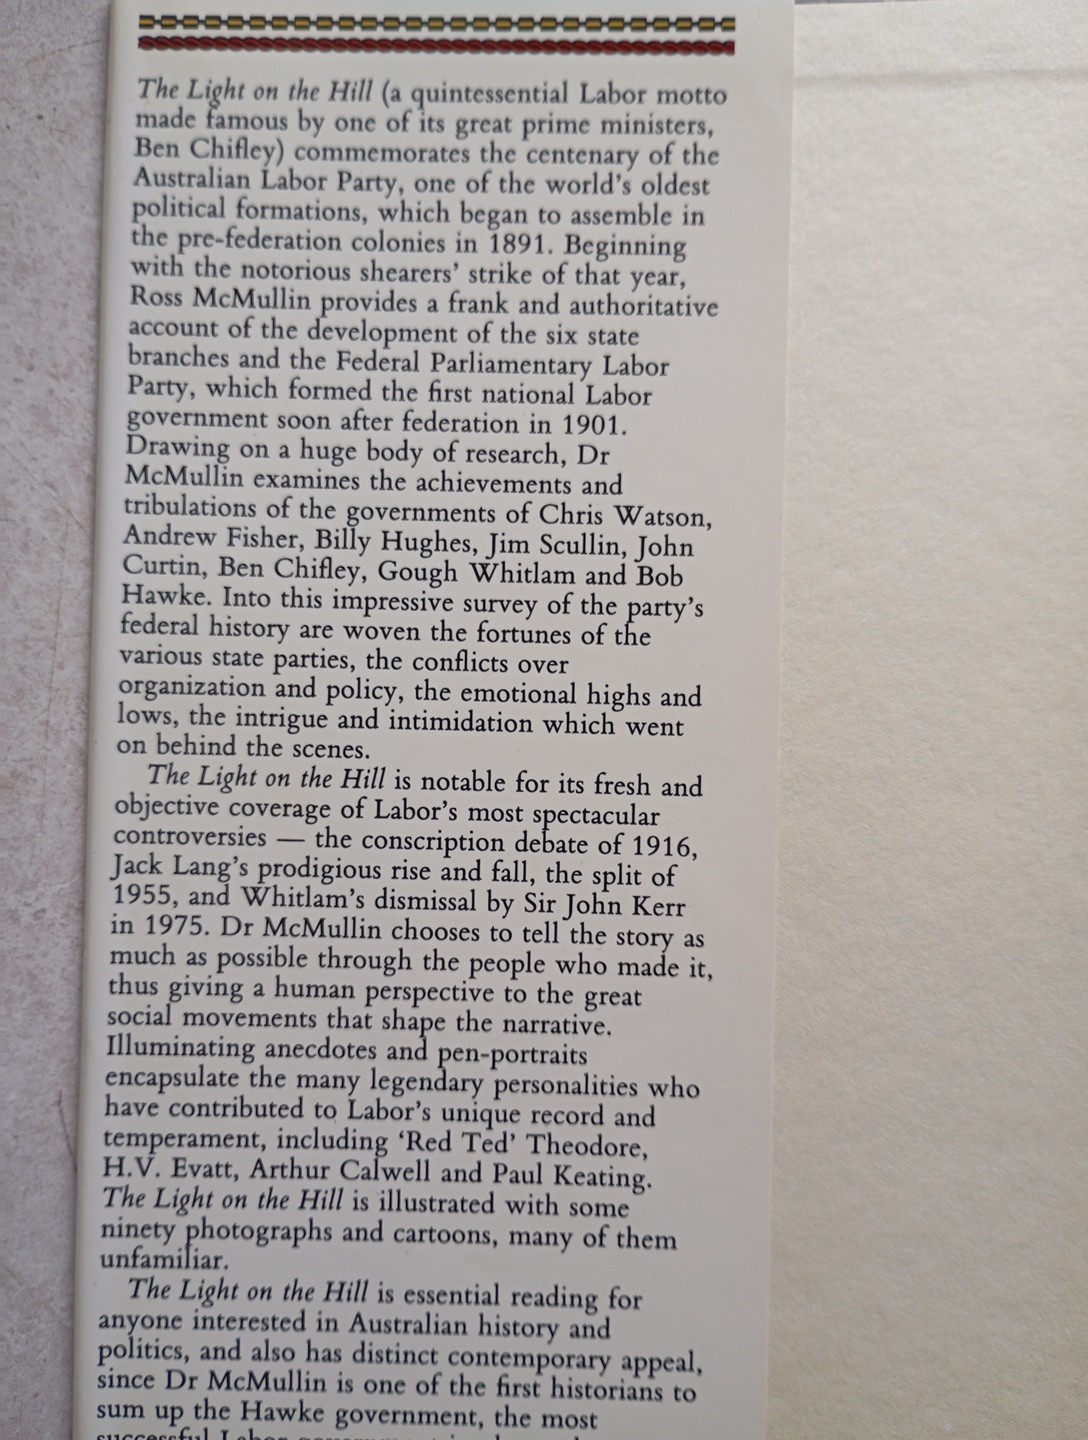 The Light on the Hill (a quintessential Labor motto
made famous by one of its great prime ministers,
Ben Chifley) commemorates the centenary of the
Australian Labor Party, one of the world's oldest
political formations, which began to assemble in
the pre-federation colonies in 1891. Beginning
with the notorious shearers' strike of that year,
Ross McMullin provides a frank and authoritative
account of the development of the six state
branches and the Federal Parliamentary Labor
Party, which formed the first national Labor
government soon after federation in 1901.
Drawing on a huge body of research, Dr
McMullin examines the achievements and
tribulations of the governments of Chris Watson,
Andrew Fisher, Billy Hughes, Jim Scullin, John
Curtin, Ben Chifley, Gough Whitlam and Bob
Hawke. Into this impressive survey of the party's
federal history are woven the fortunes of the
various state parties, the conflicts over
organization and policy, the emotional highs and
lows, the intrigue and intimidation which went
on behind the scenes.
The Light on the Hill is notable for its fresh and
objective coverage of Labor's most spectacular
controversies — the conscription debate of 1916,
Jack Lang's prodigious rise and fall, the split of
1955, and Whitlam's dismissal by Sir John Kerr
in 1975. Dr McMullin chooses to tell the story as
much as possible through the people who made it,
thus giving a human perspective to the great
social movements that shape the narrative.
Illuminating anecdotes and pen-portraits
encapsulate the many legendary personalities who
have contributed to Labor's unique record and
temperament, including 'Red Ted' Theodore,
H.V. Evatt, Arthur Calwell and Paul Keating.
The Light on the Hill is illustrated with some
ninety photographs and cartoons, many of them
unfamiliar.
The Light on the Hill is essential reading for
anyone interested in Australian history and
politics, and also has distinct contemporary appeal,
since Dr McMullin is one of the first historians to
sum up the Hawke government, the most